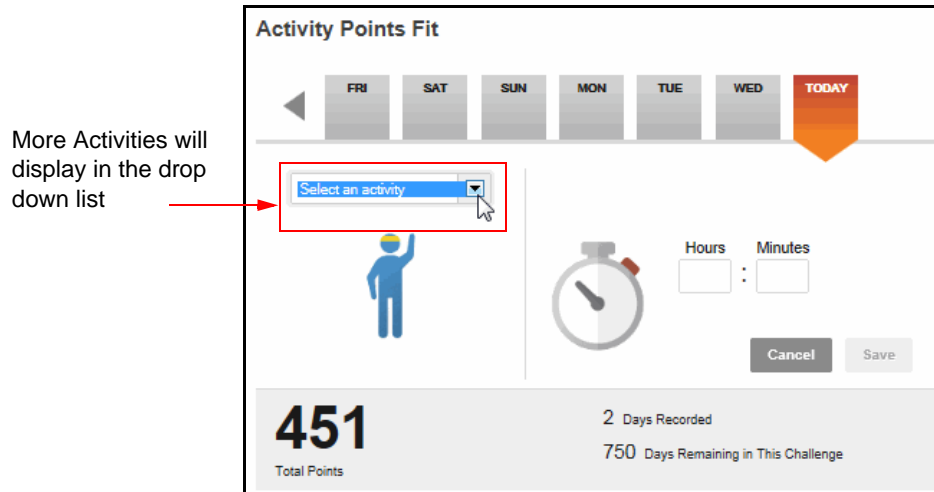 Activity Points Fit
FRI SAT SUN MON TUE WED TODAY
More Activities will
display in the drop
down list
Select an activity
Hours Minutes
:
Cancel Save
451
Total Points
2 Days Recorded
750 Days Remaining in This Challenge